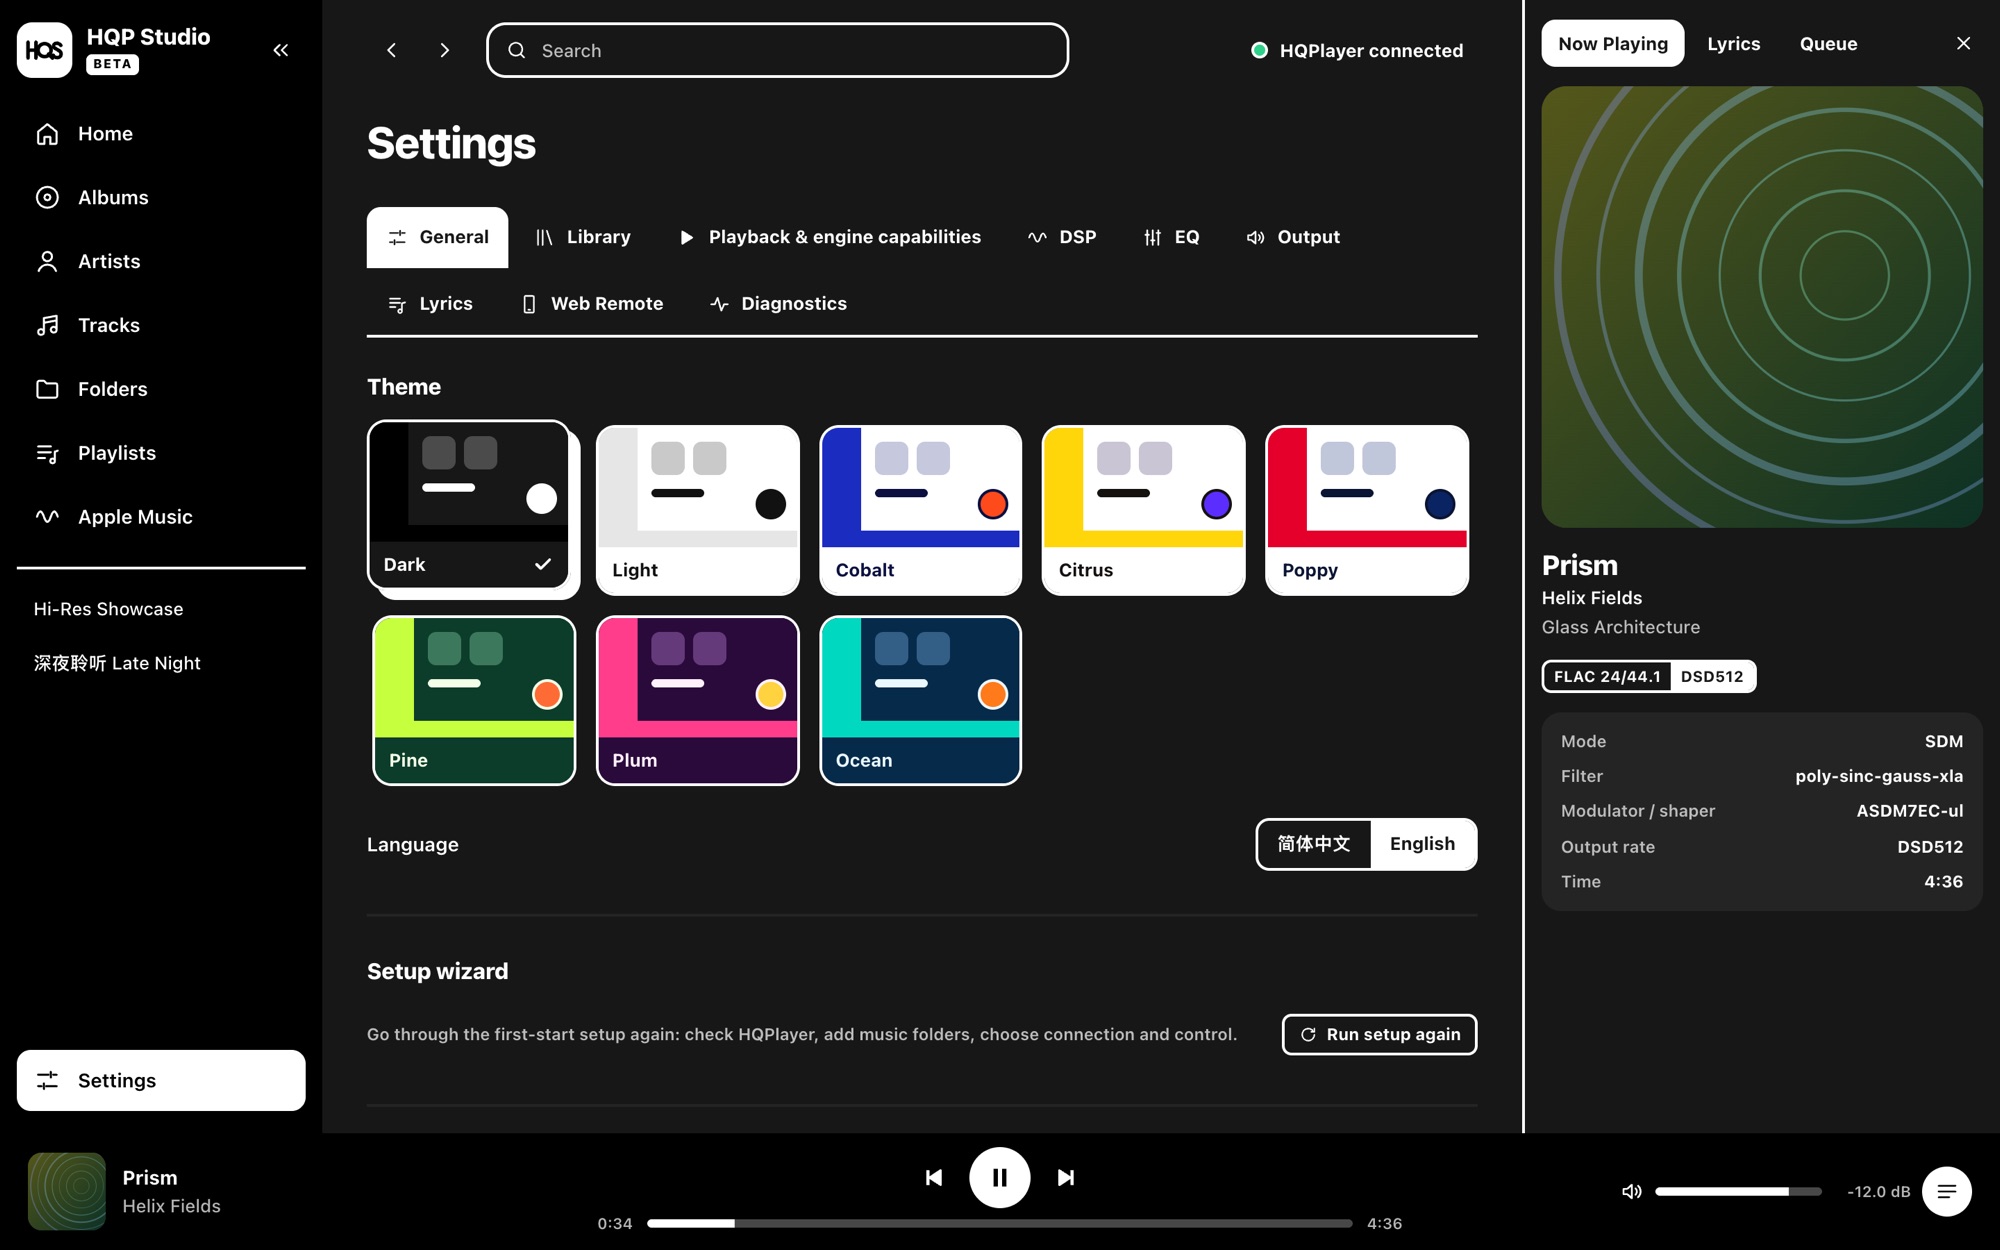 HQS
HQP Studio
BETA
Home
Albums
Artists
Tracks
Folders
Playlists
Apple Music
Hi-Res Showcase
深夜聆听 Late Night
Settings
Search
HQPlayer connected
Settings
General
Library
Playback & engine capabilities
DSP
EQ
Output
Lyrics
Web Remote
Diagnostics
Theme
Dark
Light
Cobalt
Citrus
Poppy
Pine
Plum
Ocean
Language
简体中文
English
Setup wizard
Go through the first-start setup again: check HQPlayer, add music folders, choose connection and control.
Run setup again
Now Playing
Lyrics
Queue
Prism
Helix Fields
Glass Architecture
FLAC 24/44.1 DSD512
Mode SDM
Filter poly-sinc-gauss-xla
Modulator / shaper ASDM7EC-ul
Output rate DSD512
Time 4:36
Prism
Helix Fields
0:34
4:36
-12.0 dB